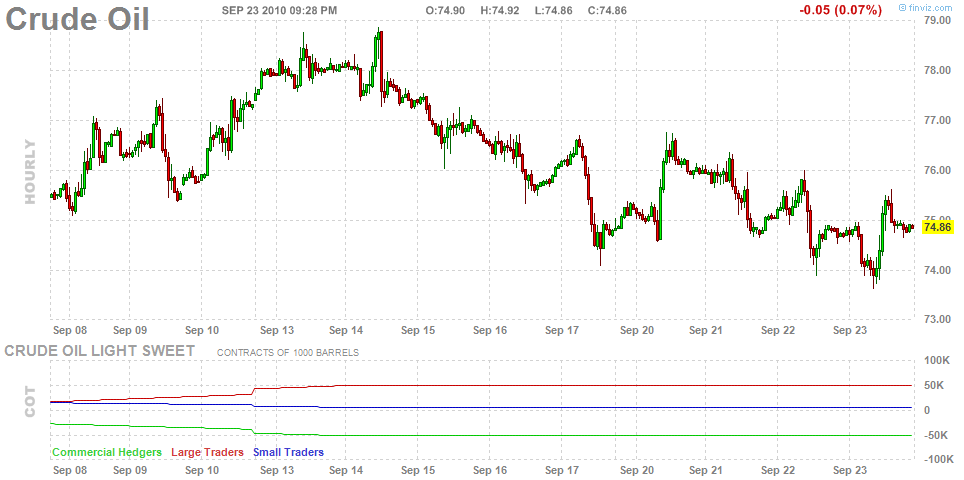 Crude Oil
SEP 23 2010 09:28 PM O:74.90 H:74.92 L:74.86 C:74.86 -0.05 (0.07%) © finviz.com
79.00
78.00
77.00
HOURLY
76.00
75.00
74.86
74.00
73.00
Sep 08 Sep 09 Sep 10 Sep 13 Sep 14 Sep 15 Sep 16 Sep 17 Sep 20 Sep 21 Sep 22 Sep 23
CRUDE OIL LIGHT SWEET CONTRACTS OF 1000 BARRELS
100K
50K
COT
0
-50K
Commercial Hedgers Large Traders Small Traders
-100K
Sep 08 Sep 09 Sep 10 Sep 13 Sep 14 Sep 15 Sep 16 Sep 17 Sep 20 Sep 21 Sep 22 Sep 23